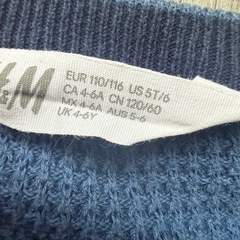 H&M
EUR 110/116 US 5T/6
CA 4-6A CN 120/60
MX 4-6A AUS 5-6
UK 4-6Y